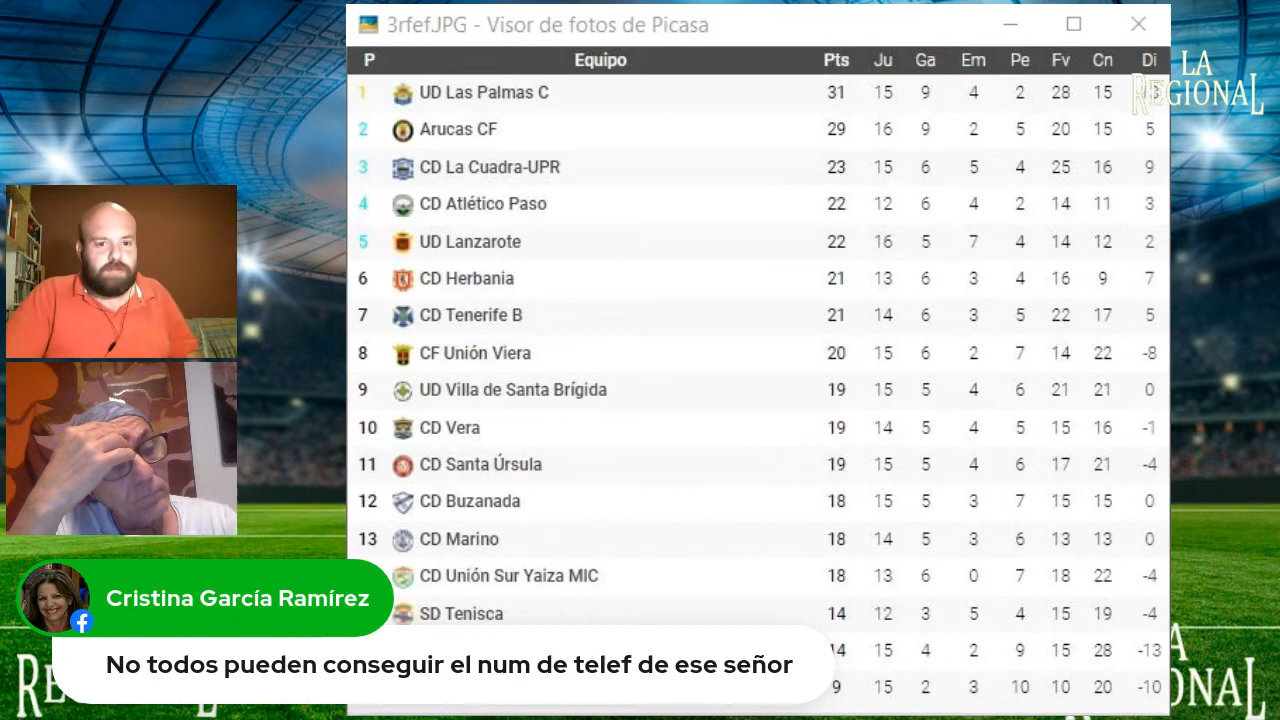 3rfef.JPG - Visor de fotos de Picasa
P Equipo Pts Ju Ga Em Pe Fv Cn Di
1 UD Las Palmas C 31 15 9 4 2 28 15
2 Arucas CF 29 16 9 2 5 20 15 5
3 CD La Cuadra-UPR 23 15 6 5 4 25 16 9
4 CD Atlético Paso 22 12 6 4 2 14 11 3
5 UD Lanzarote 22 16 5 7 4 14 12 2
6 CD Herbania 21 13 6 3 4 16 9 7
7 CD Tenerife B 21 14 6 3 5 22 17 5
8 CF Unión Viera 20 15 6 2 7 14 22 -8
9 UD Villa de Santa Brígida 19 15 5 4 6 21 21 0
10 CD Vera 19 14 5 4 5 15 16 -1
11 CD Santa Úrsula 19 15 5 4 6 17 21 -4
12 CD Buzanada 18 15 5 3 7 15 15 0
13 CD Marino 18 14 5 3 6 13 13 0
CD Unión Sur Yaiza MIC 18 13 6 0 7 18 22 -4
SD Tenisca 14 12 3 5 4 15 19 -4
14 15 4 2 9 15 28 -13
9 15 2 3 10 10 20 -10
LA
REGIONAL
Cristina García Ramírez
No todos pueden conseguir el num de telef de ese señor